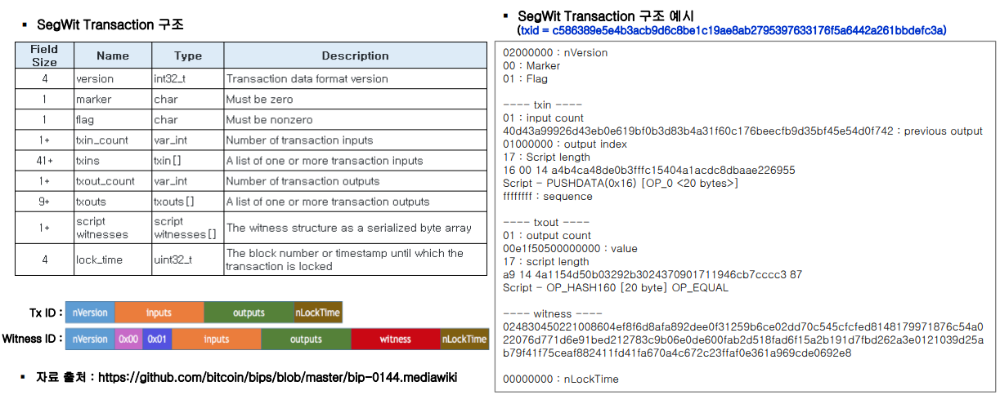 ▪ SegWit Transaction 구조
Field Size Name Type Description
4 version int32_t Transaction data format version
1 marker char Must be zero
1 flag char Must be nonzero
1+ txin_count var_int Number of transaction inputs
41+ txins txin[] A list of one or more transaction inputs
1+ txout_count var_int Number of transaction outputs
9+ txouts txouts[] A list of one or more transaction outputs
1+ script witnesses script witnesses[] The witness structure as a serialized byte array
4 lock_time uint32_t The block number or timestamp until which the transaction is locked
Tx ID : nVersion inputs outputs nLockTime
Witness ID : nVersion 0x00 0x01 inputs outputs witness nLockTime
▪ 자료 출처 : https://github.com/bitcoin/bips/blob/master/bip-0144.mediawiki
▪ SegWit Transaction 구조 예시
(txid = c586389e5e4b3acb9d6c8be1c19ae8ab2795397633176f5a6442a261bbdefc3a)
02000000 : nVersion
00 : Marker
01 : Flag
---- txin ----
01 : input count
40d43a99926d43eb0e619bf0b3d83b4a31f60c176beecfb9d35bf45e54d0f742 : previous output
01000000 : output index
17 : Script length
16 00 14 a4b4ca48de0b3fffc15404a1acdc8dbaae226955
Script - PUSHDATA(0x16) [OP_0 <20 bytes>]
ffffffff : sequence
---- txout ----
01 : output count
00e1f50500000000 : value
17 : script length
a9 14 4a1154d50b03292b3024370901711946cb7cccc3 87
Script - OP_HASH160 [20 byte] OP_EQUAL
---- witness ----
024830450221008604ef8f6d8afa892dee0f31259b6ce02dd70c545cfcfed8148179971876c54a0
22076d771d6e91bed212783c9b06e0de600fab2d518fad6f15a2b191d7fbd262a3e0121039d25a
b79f41f75ceaf882411fd41fa670a4c672c23ffaf0e361a969cde0692e8
00000000 : nLockTime